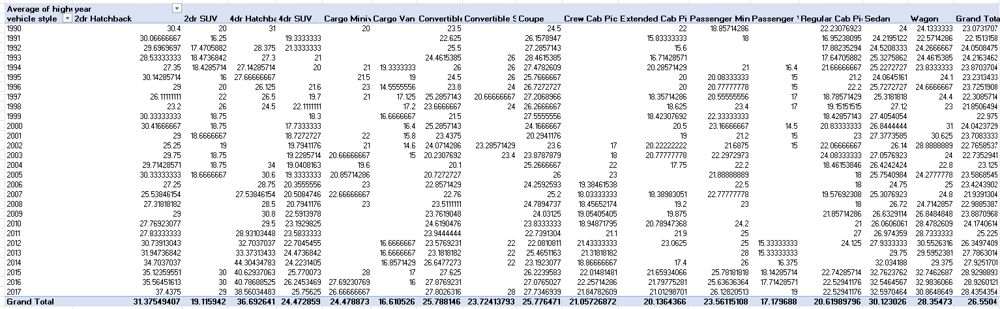 Average of high year
vehicle style 2dr Hatchback 2dr SUV 4dr Hatchba 4dr SUV Cargo Miniv Cargo Van Convertible Convertible S Coupe Crew Cab Pic Extended Cab Pi Passenger Min Passenger Regular Cab Pi Sedan Wagon Grand Tota
1990 30.4 20 31 20 23.5 24.5 22 18.85714286 22.23076923 24 24.1333333 23.0731707
1991 30.06666667 16.25 19.3333333 22.625 26.1578947 15.83333333 18 16.95238095 24.2195122 22.5714286 22.1513158
1992 29.6969697 17.4705882 28.375 21.3333333 25.5 27.2857143 15.6 17.88235294 24.5208333 24.2666667 24.0508475
1993 28.53333333 18.4736842 27.3 21 24.4615385 26 28.4615385 16.71428571 17.64705882 25.3275862 24.4615385 24.2163462
1994 27.35 18.4285714 27.14285714 20 21 19.3333333 26 26 27.4782609 20.28571429 21 16.4 21.66666667 25.2272727 23.8333333 23.8703704
1995 30.14285714 16 27.66666667 21.5 19 24.5 26 25.7666667 20 20.08333333 15 21.2 24.0645161 24.1 23.2313433
1996 29 20 26.125 21.6 23 14.5555556 23.8 24 26.7272727 20 20.77777778 15 22.2 25.7272727 24.6666667 23.7251908
1997 26.11111111 22 26.5 19.7 21 17.125 25.2857143 20.66666667 27.2068966 18.35714286 20.55555556 17 18.78571429 25.3181818 24.4 22.3085714
1998 23.2 26 24.5 22.1111111 17.2 23.6666667 24 26.2666667 18.625 23.4 17 19.15151515 27.12 23 21.8506494
1999 30.33333333 18.75 18.3 16.6666667 21.5 27.5555556 18.42307692 22.33333333 18.42857143 27.4054054 22.975
2000 30.41666667 18.75 17.7333333 16.4 25.2857143 24.1666667 20.5 23.16666667 14.5 20.83333333 26.8444444 31 24.0423729
2001 29 18.6666667 18.7272727 22 15.8 23.4375 20.2941176 19 21.2 15 23 27.3773585 30.625 23.7083333
2002 25.25 19 19.7941176 21 14.6 24.0714286 23.28571429 23.6 17 20.22222222 21.6875 15 22.06666667 26.14 28.8888889 22.7658537
2003 29.75 18.75 19.2285714 20.66666667 15 20.2307692 23.4 23.8787879 18 20.77777778 22.2972973 24.08333333 27.0576923 24 22.7352941
2004 29.71428571 18.75 34 19.0408163 19.6 20.1 25.2666667 22 17.75 22.2 18.46153846 26.4242424 22.8 23.125
2005 30.33333333 18.6666667 30.6 19.3333333 20.85714286 20.7272727 26 23 21.88888889 18 25.7540984 24.2777778 23.5868545
2006 27.25 28.75 20.3555556 23 22.8571429 24.2592593 19.38461538 22.5 18 24.75 25 23.4243902
2007 25.53846154 27.53846154 20.5084746 22.66666667 22.76 25.2 18.03333333 18.38983051 22.77777778 19.57692308 25.3076923 24.8 21.9391304
2008 27.31818182 28.5 20.7941176 23 23.5111111 24.7894737 18.45652174 19.2 23 18 26.72 24.7142857 22.9885387
2009 29 30.8 22.5913978 23.7619048 24.03125 19.05405405 19.875 21.85714286 26.6329114 26.8484848 23.8870968
2010 27.76923077 29.5 23.1929825 24.6190476 23.8333333 18.94871795 20.78947368 24.2 21 26.0606061 28.4782609 24.1740614
2011 27.83333333 28.93103448 23.5833333 23.9444444 22.7391304 21.1 21.9 25 27 26.974359 28.7333333 25.225
2012 30.73913043 32.7037037 22.7045455 16.6666667 23.5769231 22 22.0810811 21.43333333 23.0625 25 15.33333333 24.125 27.9333333 30.5526316 26.3497409
2013 31.94736842 33.37313433 24.4736842 16.6666667 23.1818182 22 25.4651163 21.31818182 28 15.33333333 29.75 29.5952381 27.7863014
2014 34.7037037 44.30434783 24.2231405 16.8571429 26.6477273 22 23.1923077 18.86666667 17.4 26 16.375 32.034188 29.375 27.9251701
2015 35.12359551 30 40.62937063 25.770073 28 17 27.625 26.2239583 22.01481481 21.65934066 25.78181818 18.14285714 22.74285714 32.7623762 32.7462687 28.9298893
2016 35.56451613 30 40.78688525 26.2453469 27.69230769 16 27.8769231 27.0765027 22.25714286 21.79775281 25.63636364 17.71428571 22.52941176 32.5464567 32.9836066 28.9260121
2017 37.4375 29 38.56034483 25.75625 26.66666667 27.8026316 28 27.7346939 21.84782609 21.01298701 26.12820513 19 22.52941176 32.5970464 30.8648649 28.4354354
Grand Total 31.37549407 19.115942 36.692641 24.472859 24.478873 16.610526 25.788146 23.72413793 25.776471 21.05726872 20.1364366 23.56115108 17.179688 20.61989796 30.123026 28.35473 26.5591